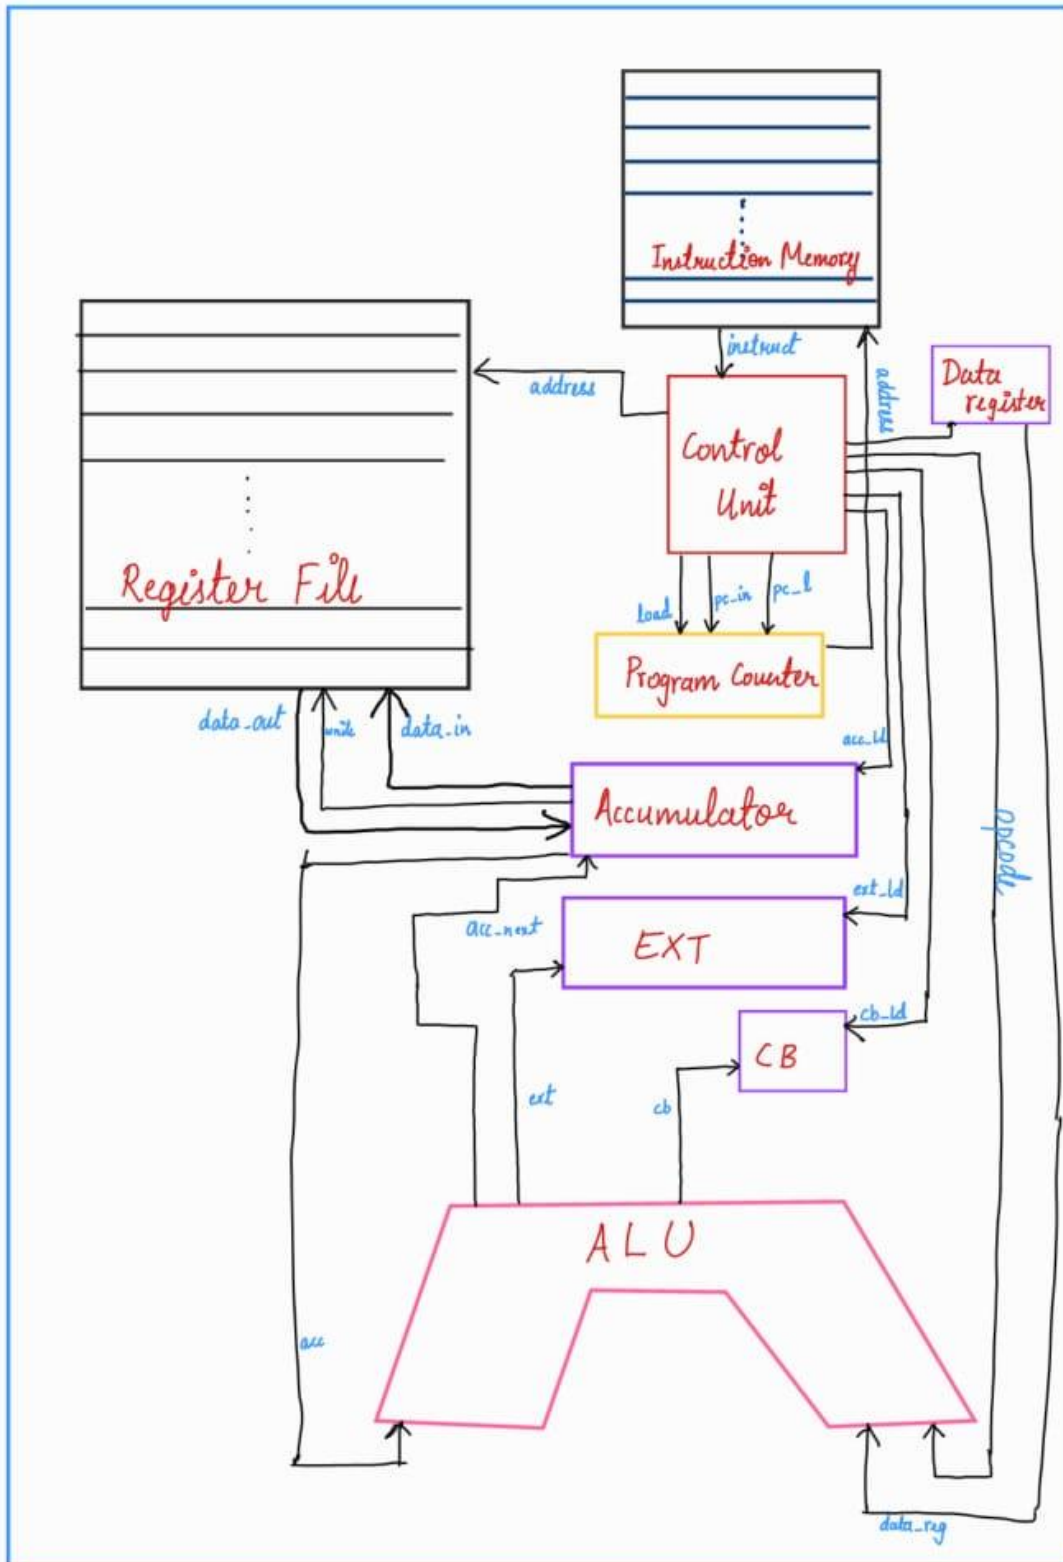 Instruction Memory
instruct
address
address
Data
register
Control
Unit
Register File
load
pc_in
pc_l
Program Counter
data_out
write
data_in
acc_ld
Accumulator
opcode
ext_ld
acc_next
EXT
cb_ld
CB
ext
cb
ALU
acc
data_reg